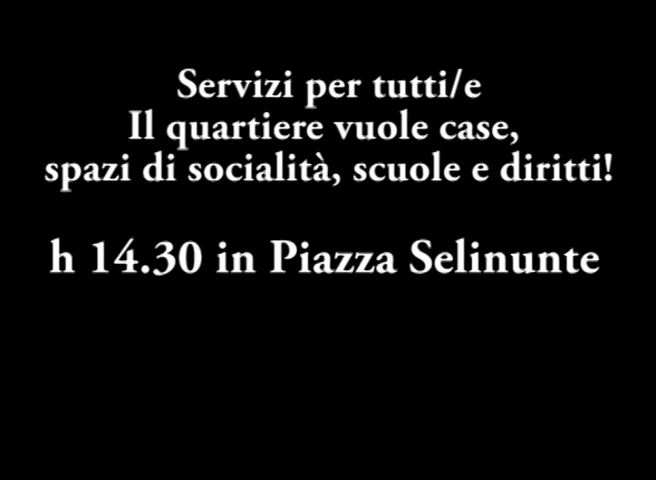 Servizi per tutti/e
Il quartiere vuole case,
spazi di socialità, scuole e diritti!
h 14.30 in Piazza Selinunte